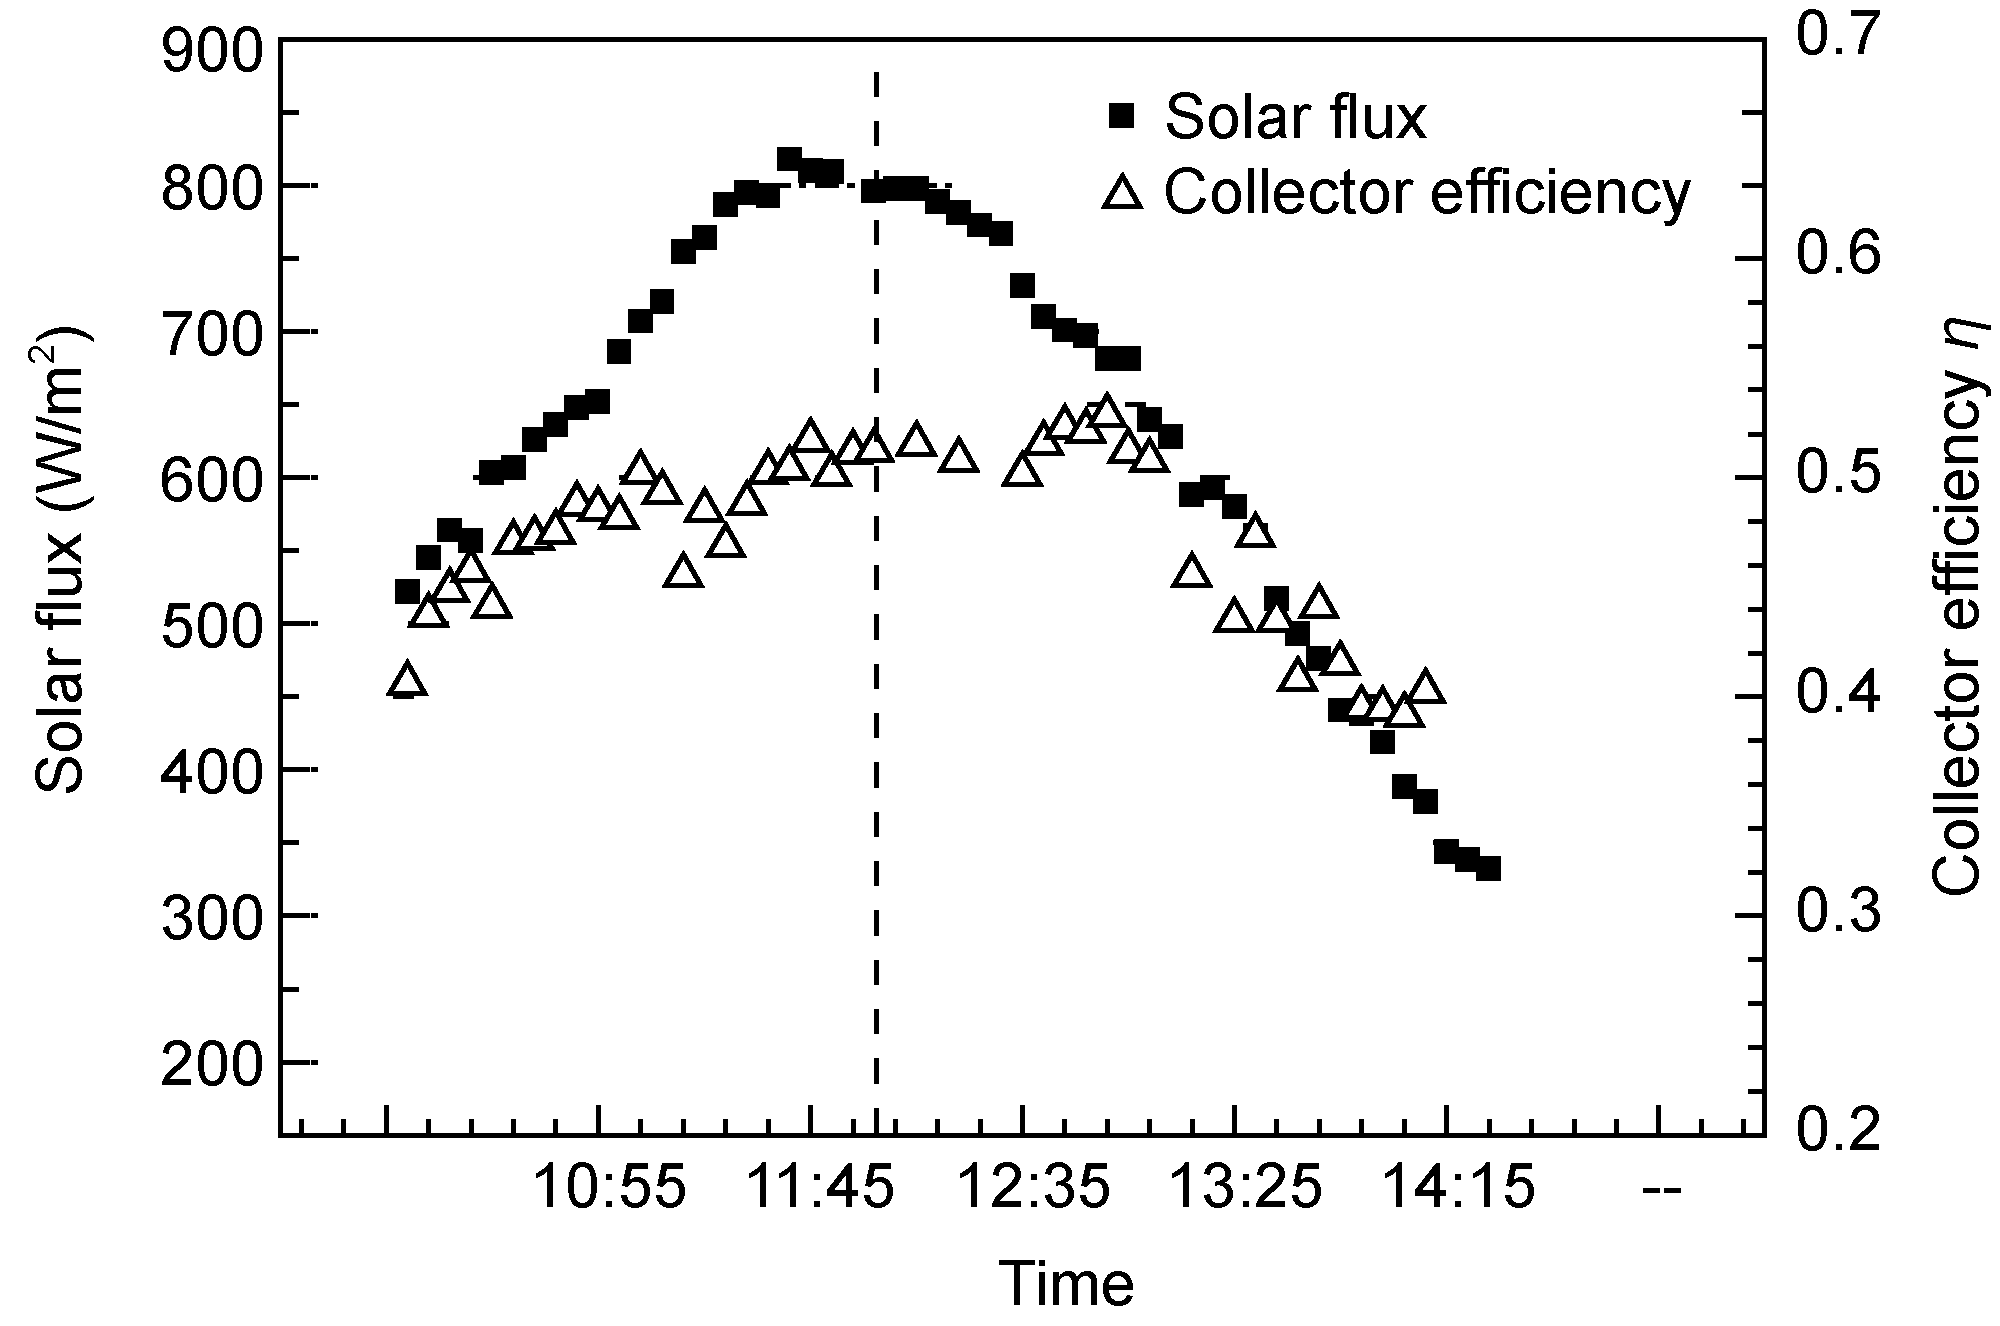 900
800
700
600
500
400
300
200
Solar flux (W/m²)
Solar flux
Collector efficiency
0.7
0.6
0.5
0.4
0.3
0.2
Collector efficiency η
10:55 11:45 12:35 13:25 14:15 --
Time